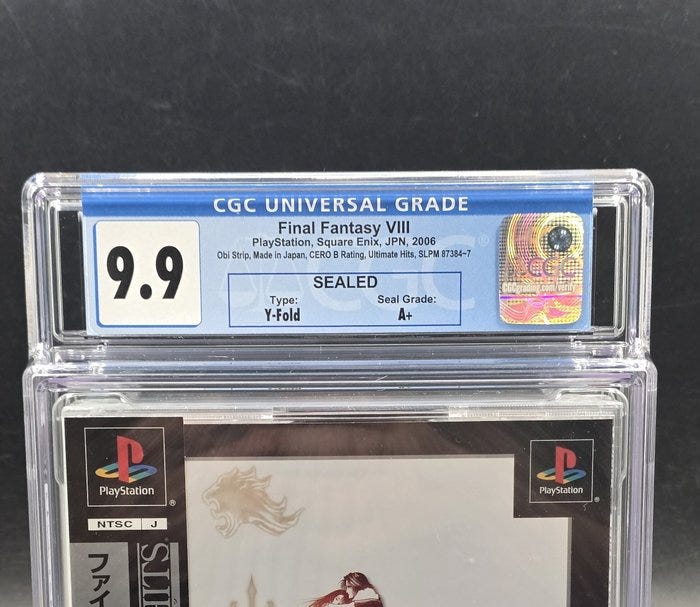 CGC UNIVERSAL GRADE
9.9
Final Fantasy VIII
PlayStation, Square Enix, JPN, 2006
Obi Strip, Made in Japan, CERO B Rating, Ultimate Hits, SLPM 87384~7
SEALED
Type:
Y-Fold
Seal Grade:
A+
CGC
CGCgrading.com/verify
PlayStation
PlayStation
NTSC J
ファイ
HITS